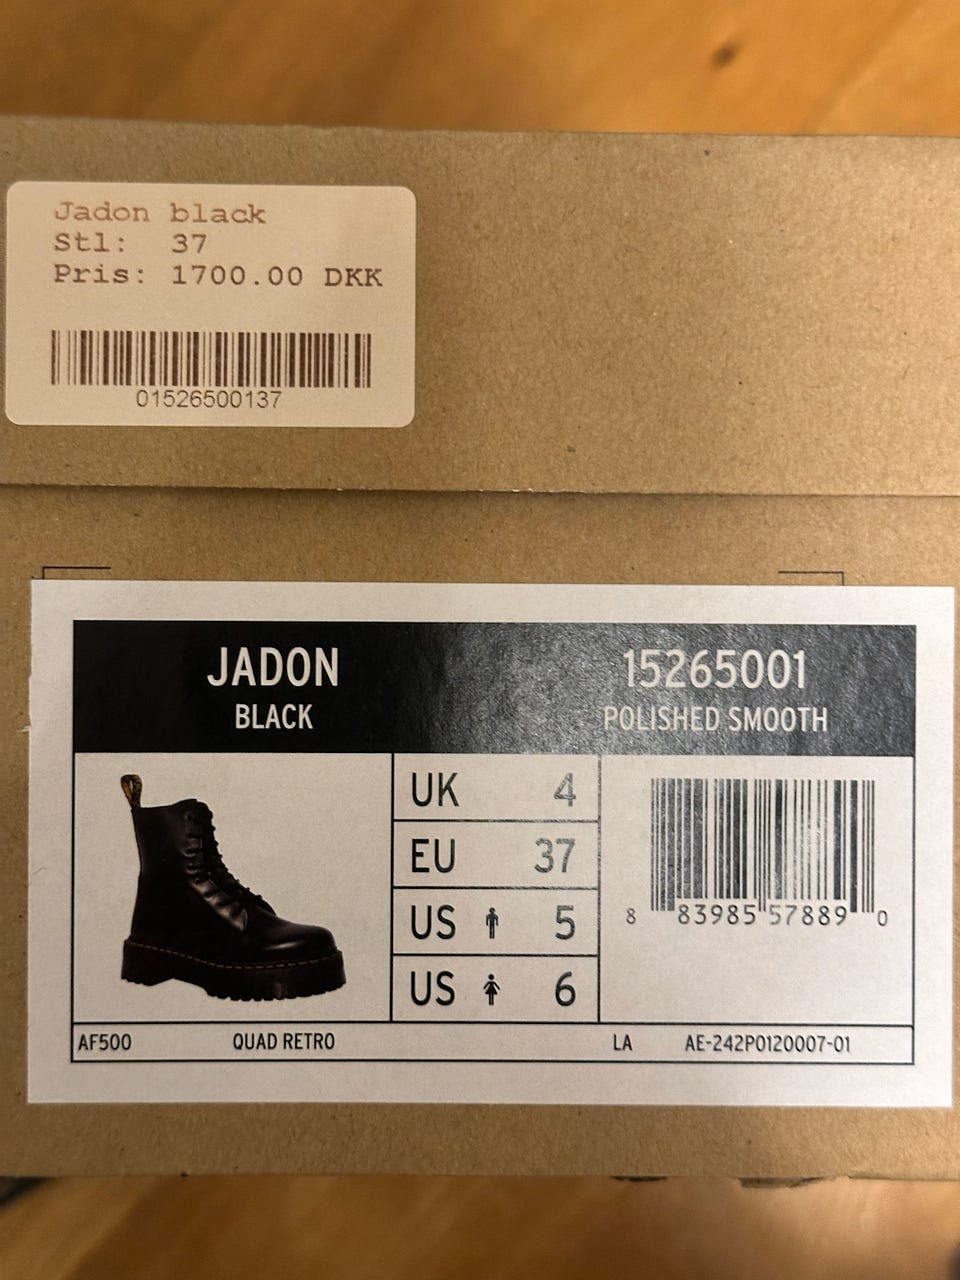 Jadon black
Stl: 37
Pris: 1700.00 DKK
01526500137
JADON
BLACK
15265001
POLISHED SMOOTH
UK 4
EU 37
US 5
US 6
8 83985 57889 0
AF500 QUAD RETRO LA AE-242P0120007-01